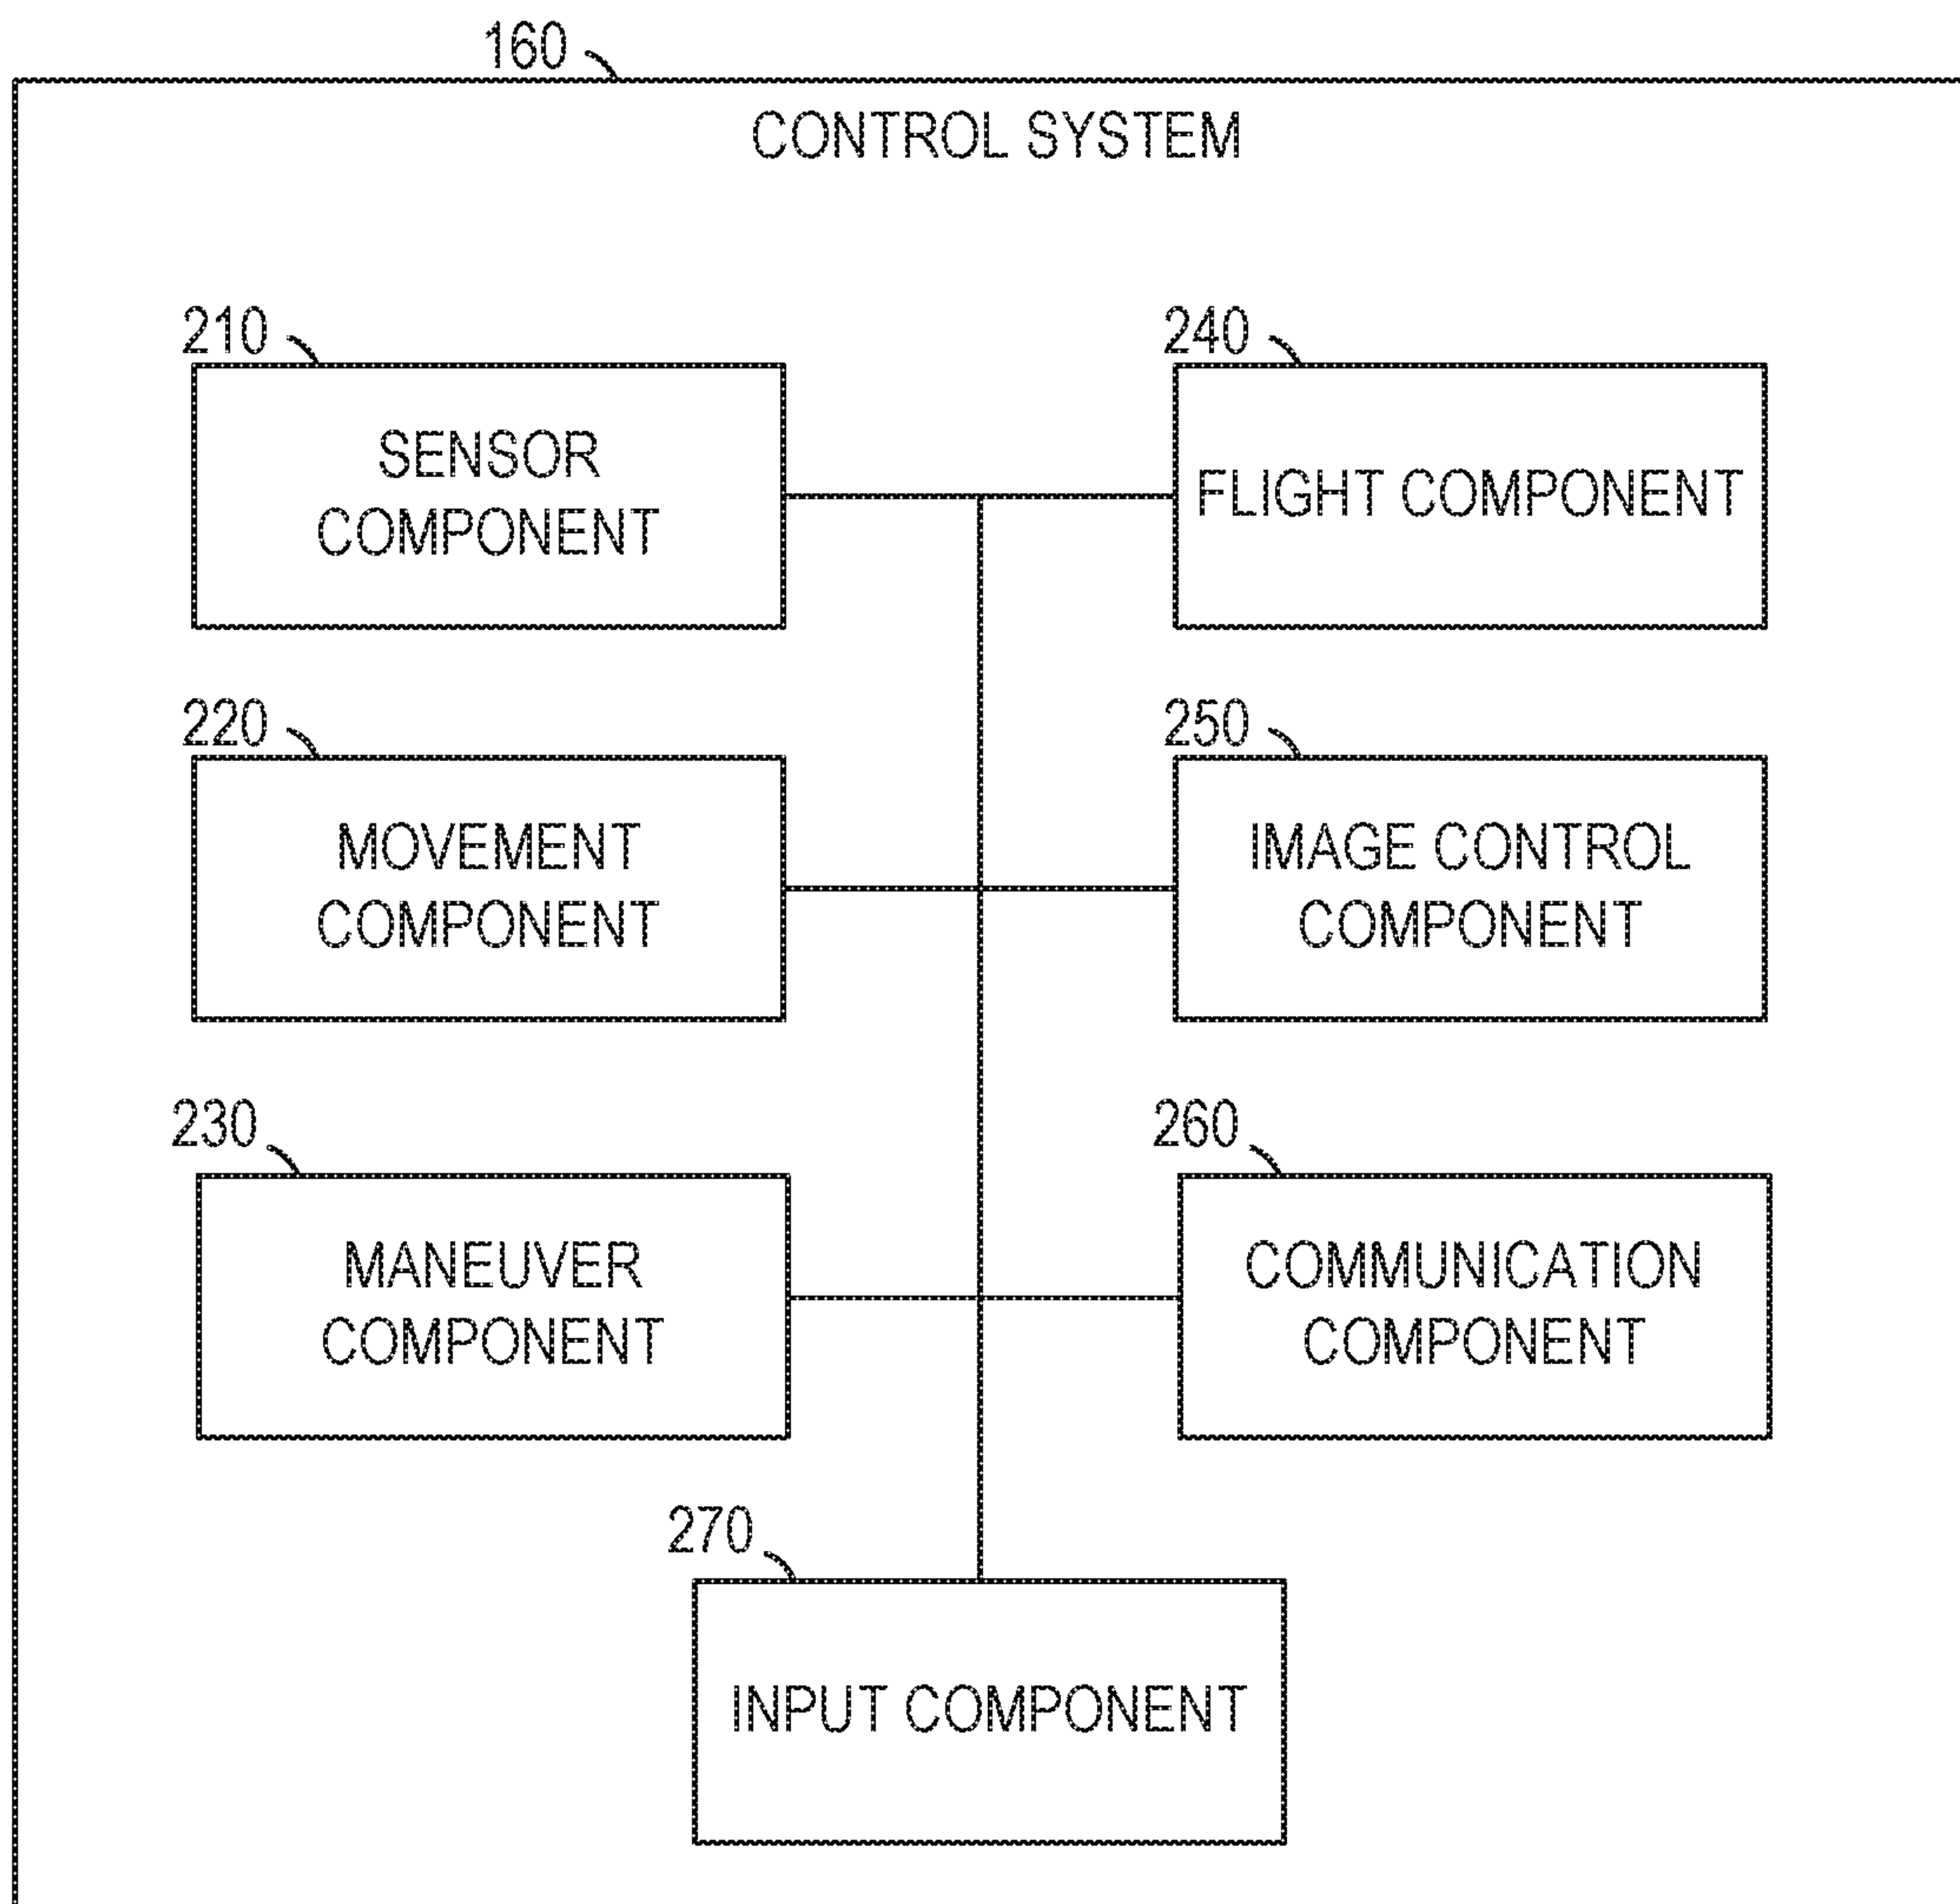 160
CONTROL SYSTEM
210
SENSOR
COMPONENT
240
FLIGHT COMPONENT
220
MOVEMENT
COMPONENT
250
IMAGE CONTROL
COMPONENT
230
MANEUVER
COMPONENT
260
COMMUNICATION
COMPONENT
270
INPUT COMPONENT